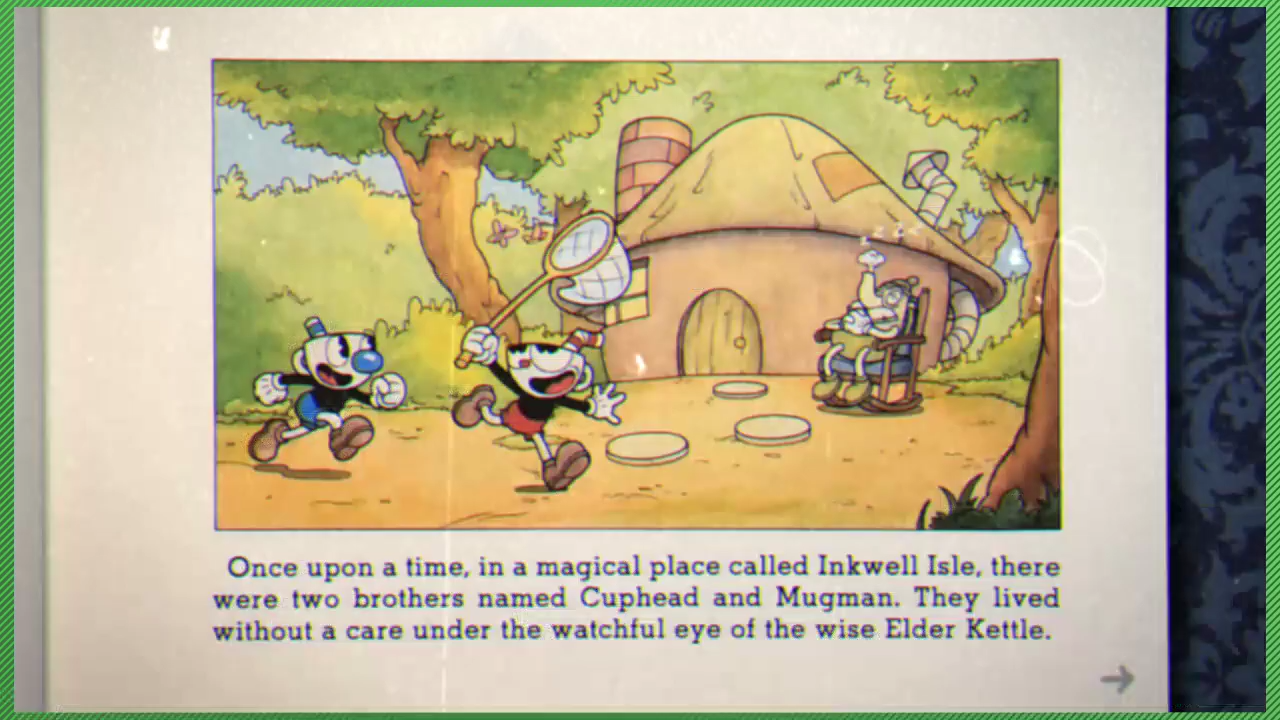 z z z z
Once upon a time, in a magical place called Inkwell Isle, there
were two brothers named Cuphead and Mugman. They lived
without a care under the watchful eye of the wise Elder Kettle.